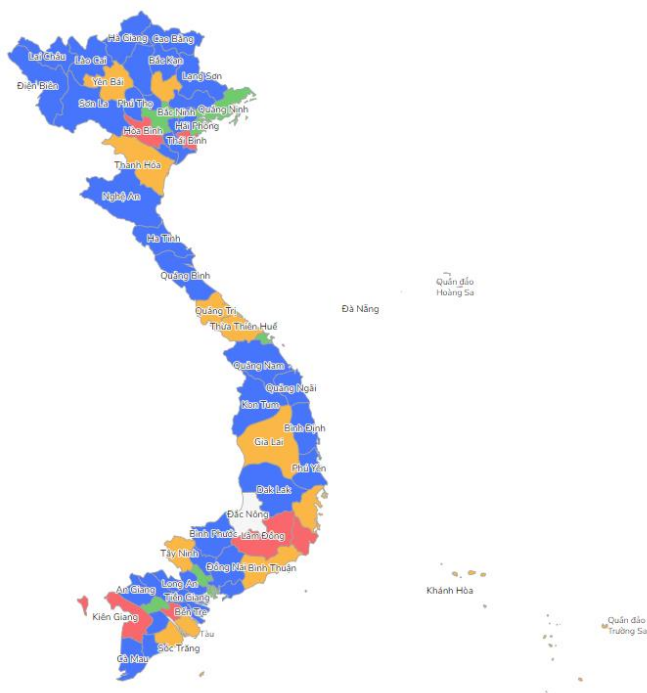 Hà Giang
Cao Bằng
Lai Châu
Lào Cai
Bắc Kạn
Lạng Sơn
Điện Biên
Yên Bái
Sơn La
Phú Thọ
Bắc Ninh
Quảng Ninh
Hòa Bình
Hải Phòng
Thái Bình
Thanh Hóa
Nghệ An
Hà Tĩnh
Quảng Bình
Quần đảo
Hoàng Sa
Quảng Trị
Đà Nẵng
Thừa Thiên Huế
Quảng Nam
Quảng Ngãi
Kon Tum
Bình Định
Gia Lai
Phú Yên
Đắk Lắk
Đắc Nông
Bình Phước
Lâm Đồng
Tây Ninh
Đồng Nai
Bình Thuận
An Giang
Long An
Tiền Giang
Khánh Hòa
Kiên Giang
Bến Tre
Quần đảo
Trường Sa
Tàu
Sóc Trăng
Cà Mau